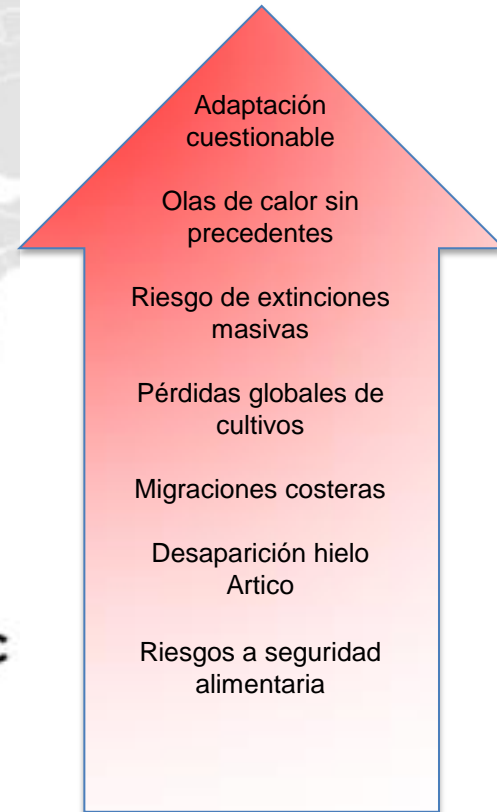 Adaptación
cuestionable
Olas de calor sin
precedentes
Riesgo de extinciones
masivas
Pérdidas globales de
cultivos
Migraciones costeras
Desaparición hielo
Artico
Riesgos a seguridad
alimentaria